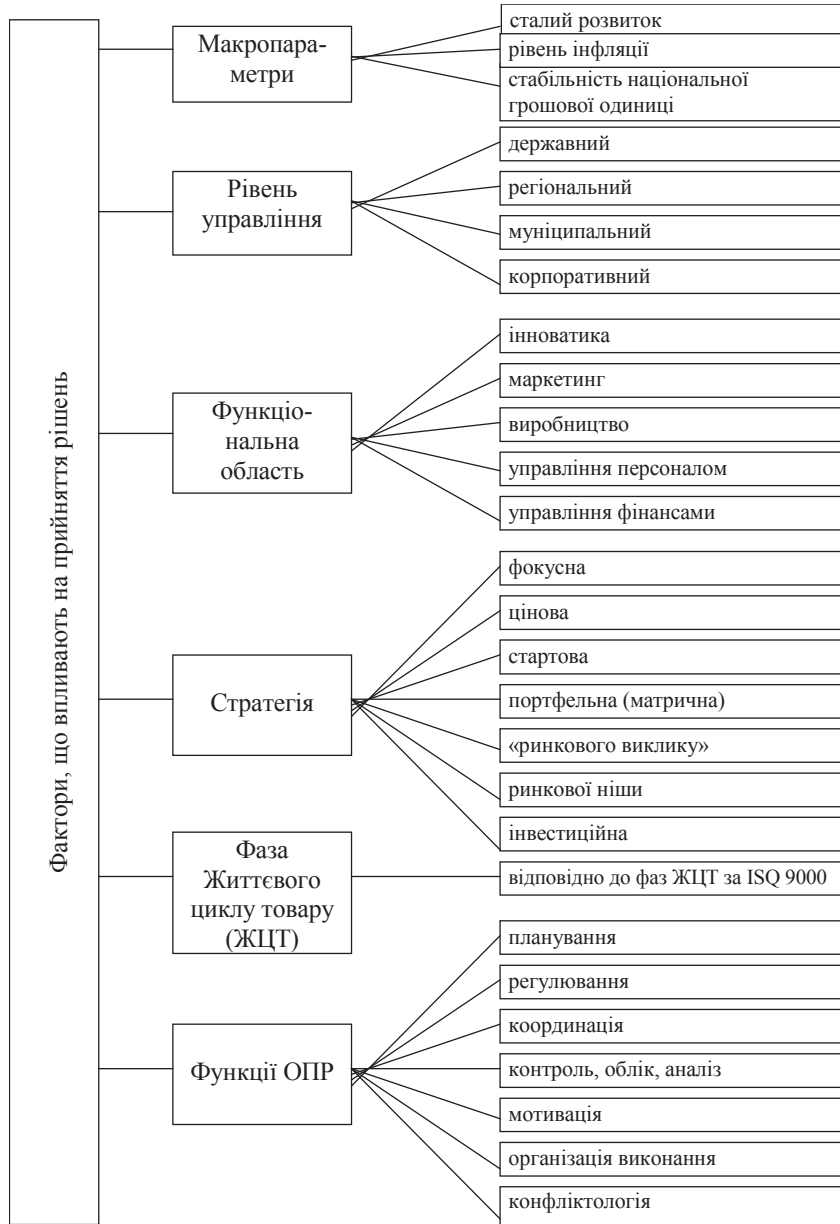 Фактори, що впливають на прийняття рішень
Макропара-
метри
сталий розвиток
рівень інфляції
стабільність національної
грошової одиниці
Рівень
управління
державний
регіональний
муніципальний
корпоративний
Функціо-
нальна
область
інноватика
маркетинг
виробництво
управління персоналом
управління фінансами
Стратегія
фокусна
цінова
стартова
портфельна (матрична)
«ринкового виклику»
ринкової ніши
інвестиційна
Фаза
Життєвого
циклу товару
(ЖЦТ)
відповідно до фаз ЖЦТ за ISQ 9000
Функції ОПР
планування
регулювання
координація
контроль, облік, аналіз
мотивація
організація виконання
конфліктологія